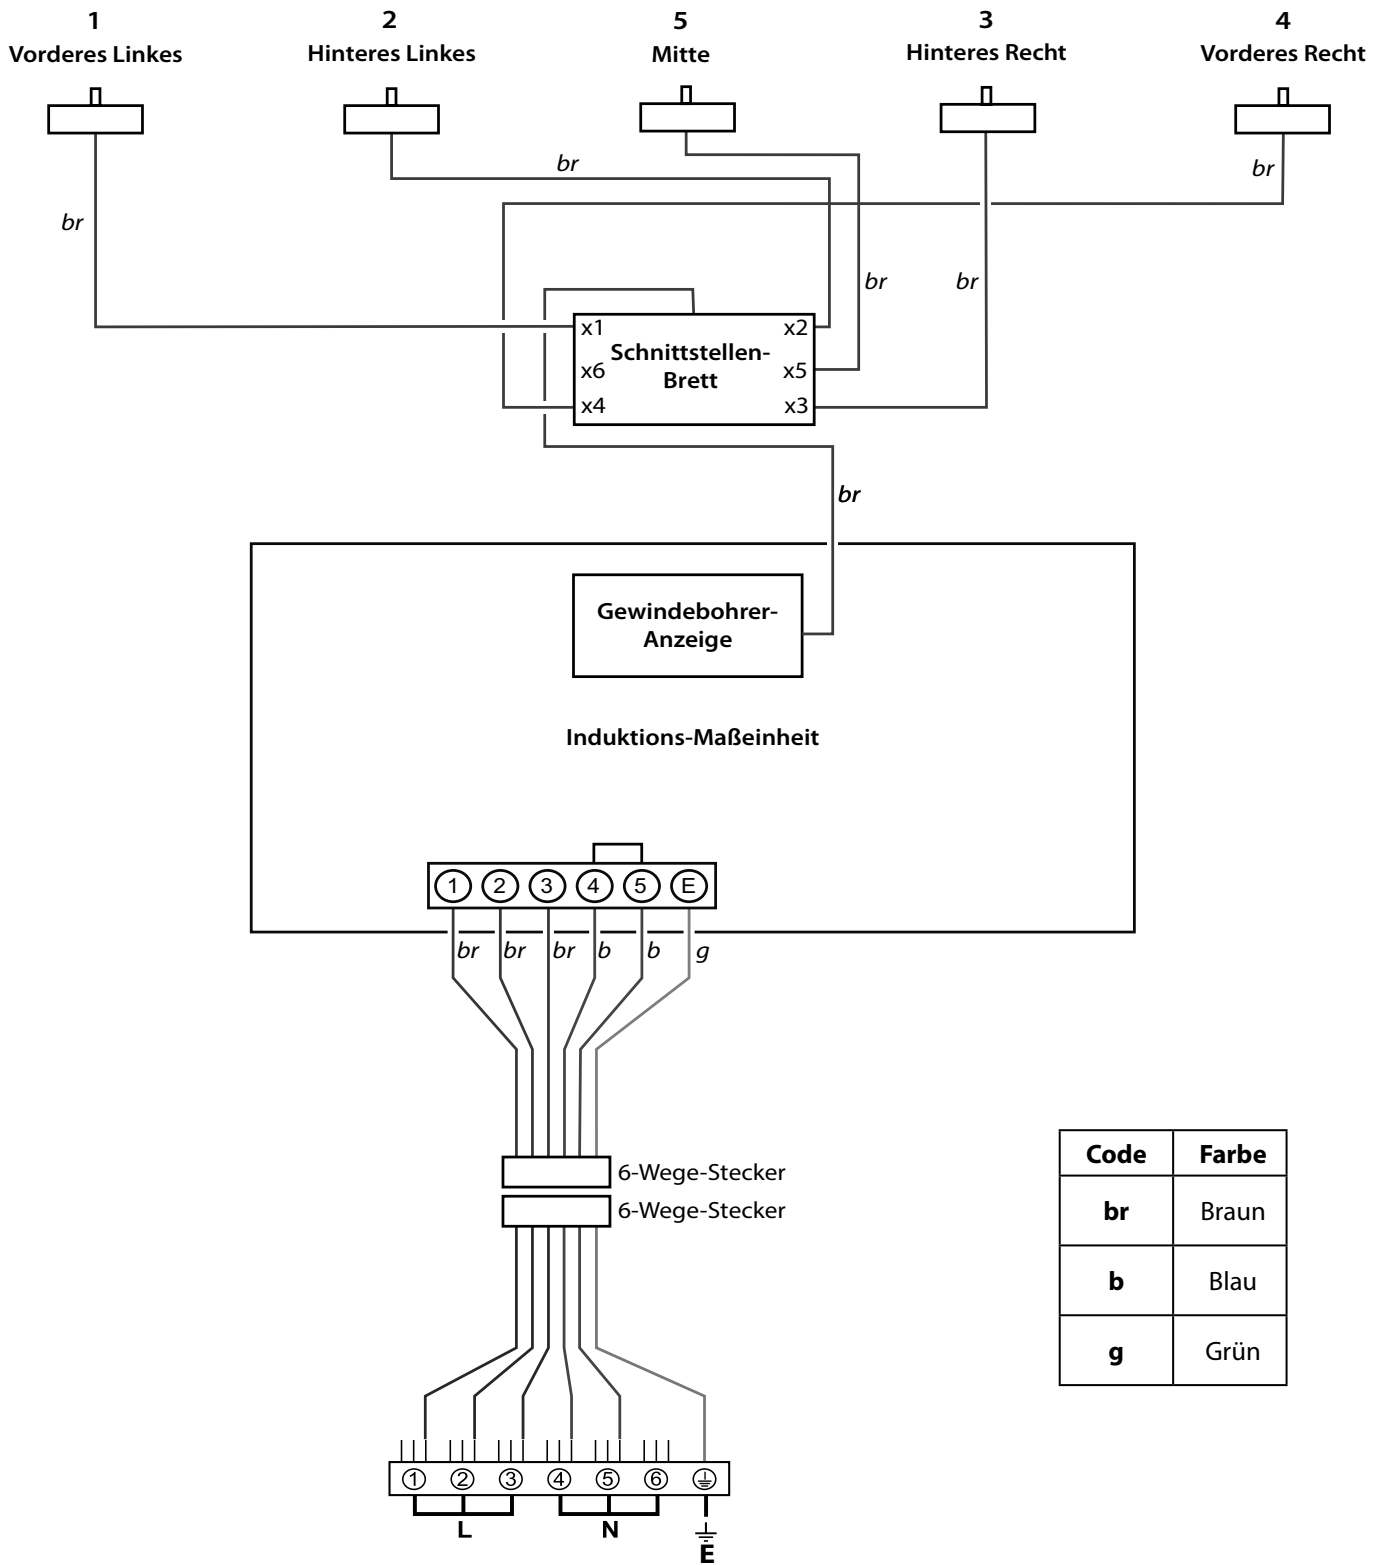 1 2 5 3 4
Vorderes Linkes Hinteres Linkes Mitte Hinteres Recht Vorderes Recht
br br
br
br br
x1 x2
Schnittstellen-
x6 x5
Brett
x4 x3
br
Gewindebohrer-
Anzeige
Induktions-Maßeinheit
1 2 3 4 5 E
br br br b b g
6-Wege-Stecker
6-Wege-Stecker
Code Farbe
br Braun
b Blau
g Grün
1 2 3 4 5 6
L N
E